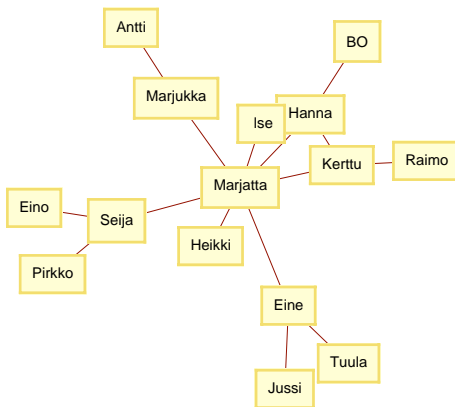 Antti
BO
Marjukka
Ise
Hanna
Kerttu
Raimo
Marjatta
Eino
Seija
Heikki
Pirkko
Eine
Tuula
Jussi